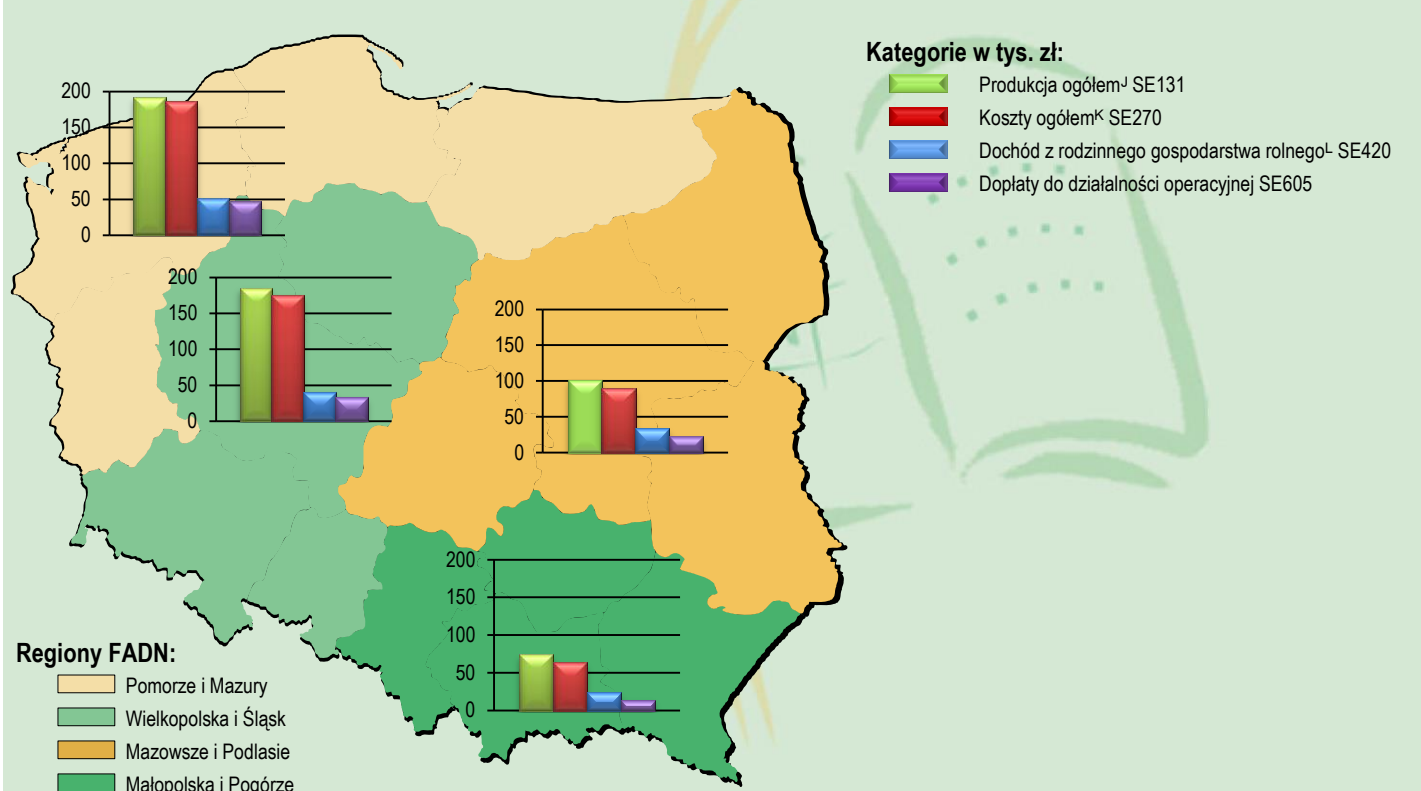 Kategorie w tys. zł:
Produkcja ogółemᴶ SE131
Koszty ogółemᴷ SE270
Dochód z rodzinnego gospodarstwa rolnegoᴸ SE420
Dopłaty do działalności operacyjnej SE605
200
150
100
50
0
200
150
100
50
0
200
150
100
50
0
200
150
100
50
0
Regiony FADN:
Pomorze i Mazury
Wielkopolska i Śląsk
Mazowsze i Podlasie
Małopolska i Pogórze